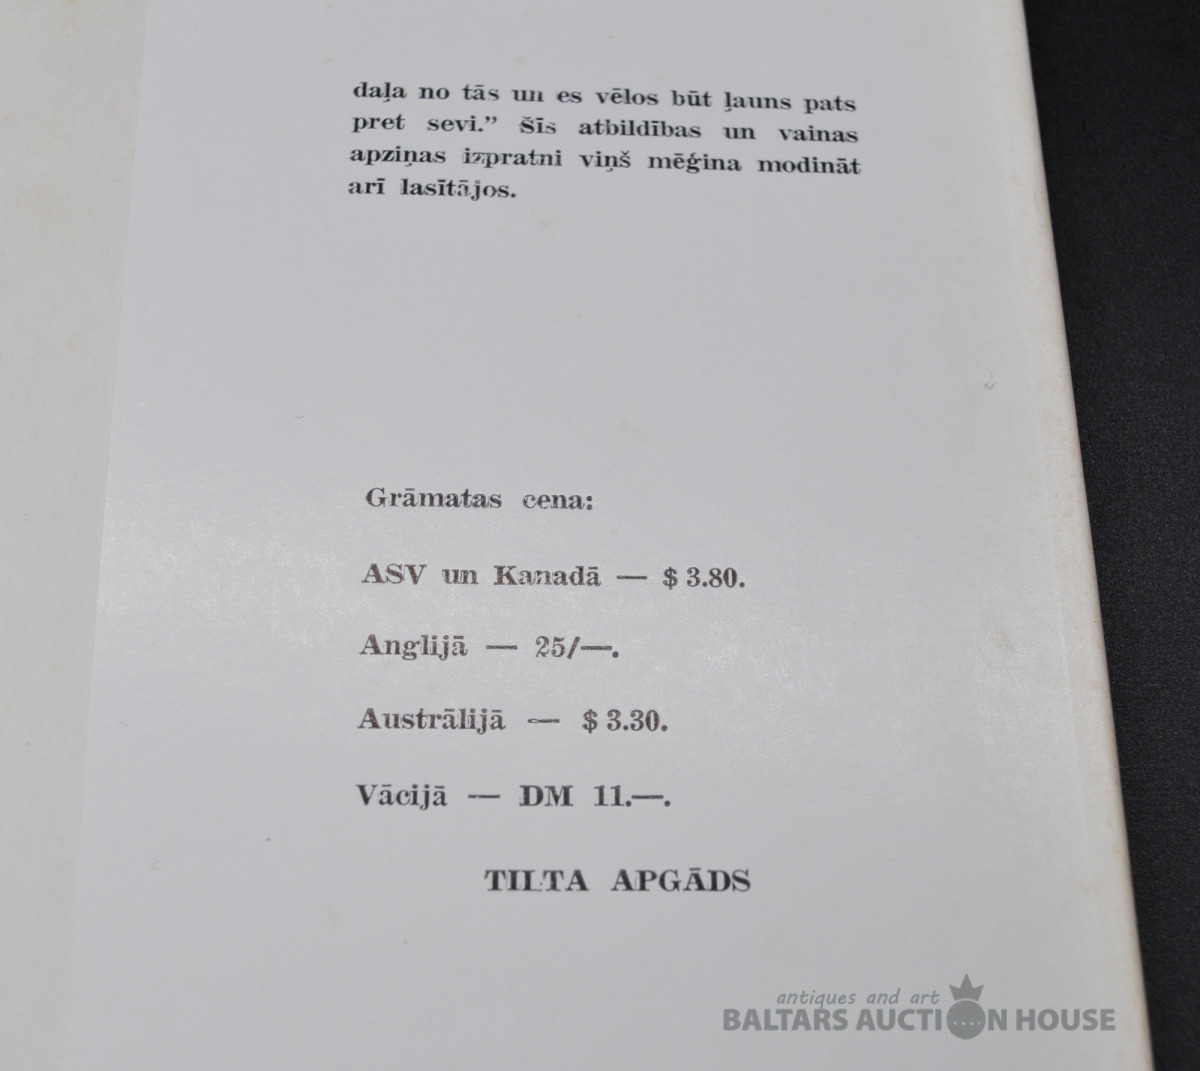 daļa no tās un es vēlos būt ļauns pats
pret sevi.” Šīs atbildības un vainas
apziņas izpratni viņš mēģina modināt
arī lasītājos.
Grāmatas cena:
ASV un Kanadā — $ 3.80.
Anglijā — 25/—.
Austrālijā — $ 3.30.
Vācijā — DM 11.—.
TILTA APGĀDS
antiques and art
BALTARS AUCTION HOUSE